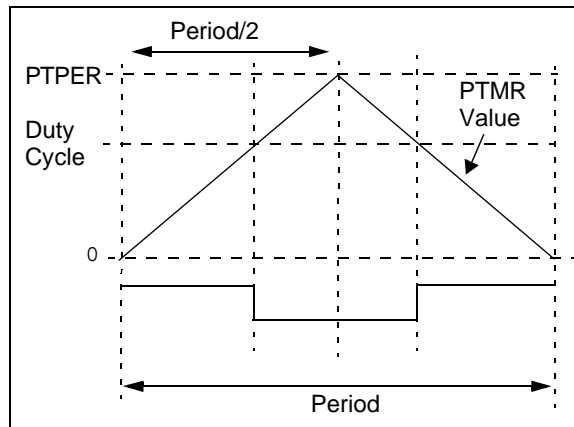 Period/2
PTPER
PTMR
Value
Duty
Cycle
0
Period